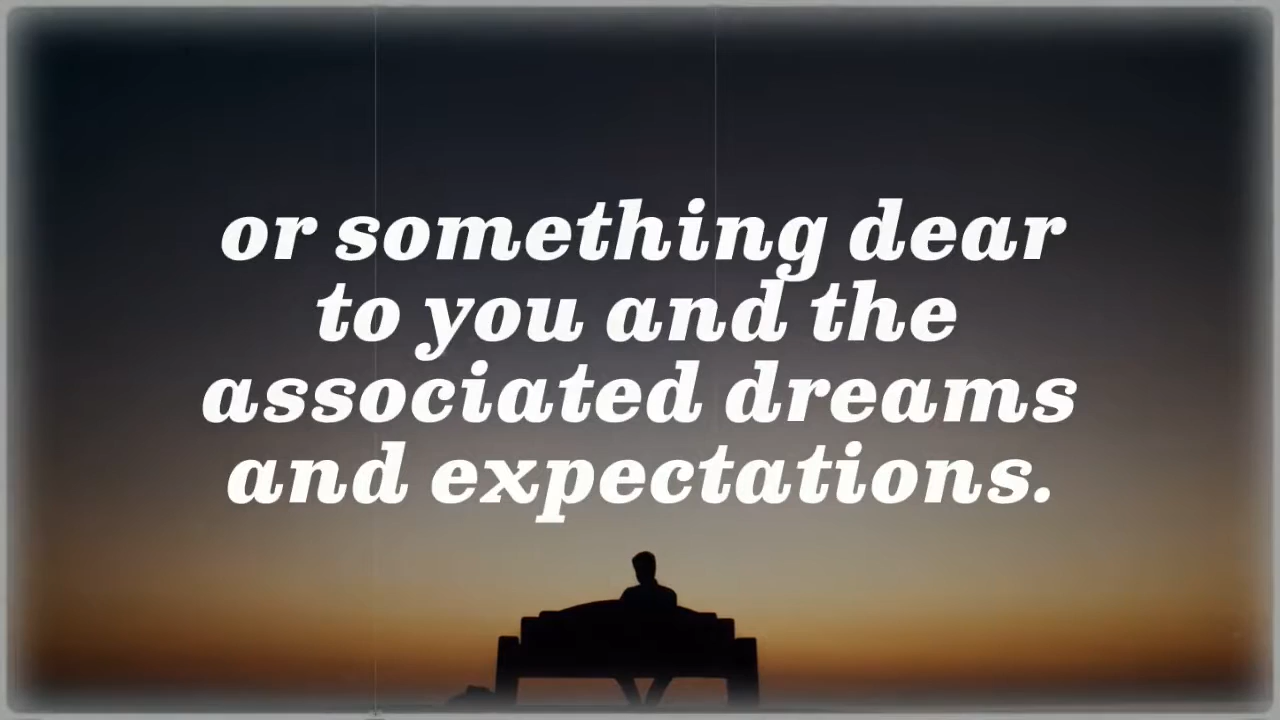 or something dear
to you and the
associated dreams
and expectations.